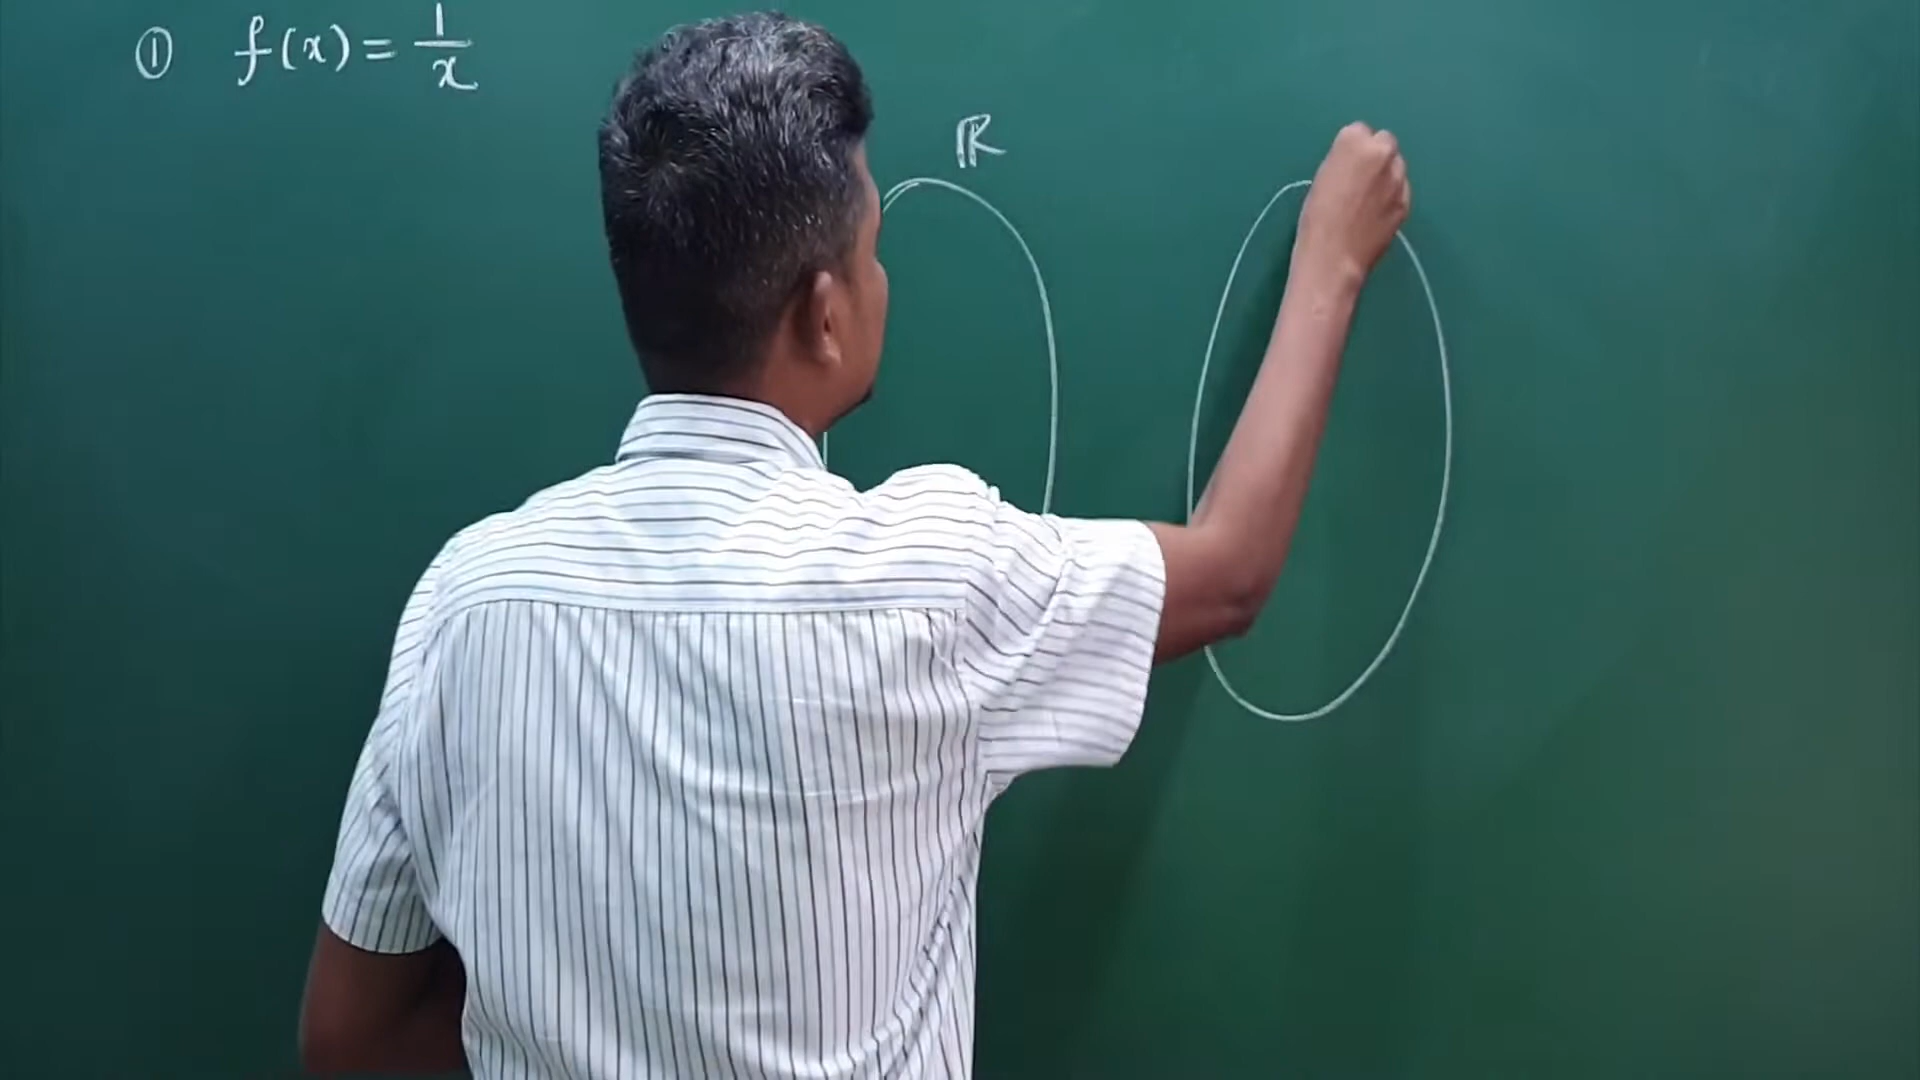 ① f(x) = 1/x
ℝ